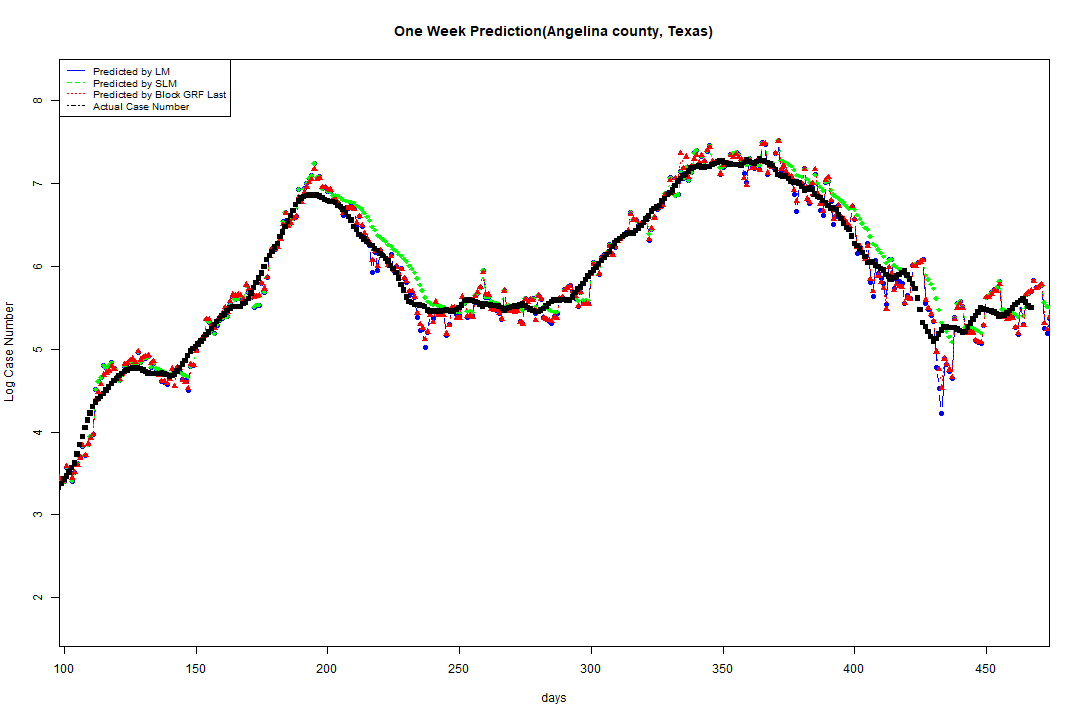 One Week Prediction(Angelina county, Texas)
Predicted by LM
Predicted by SLM
Predicted by Block GRF Last
Actual Case Number
Log Case Number
8
7
6
5
4
3
2
100 150 200 250 300 350 400 450
days